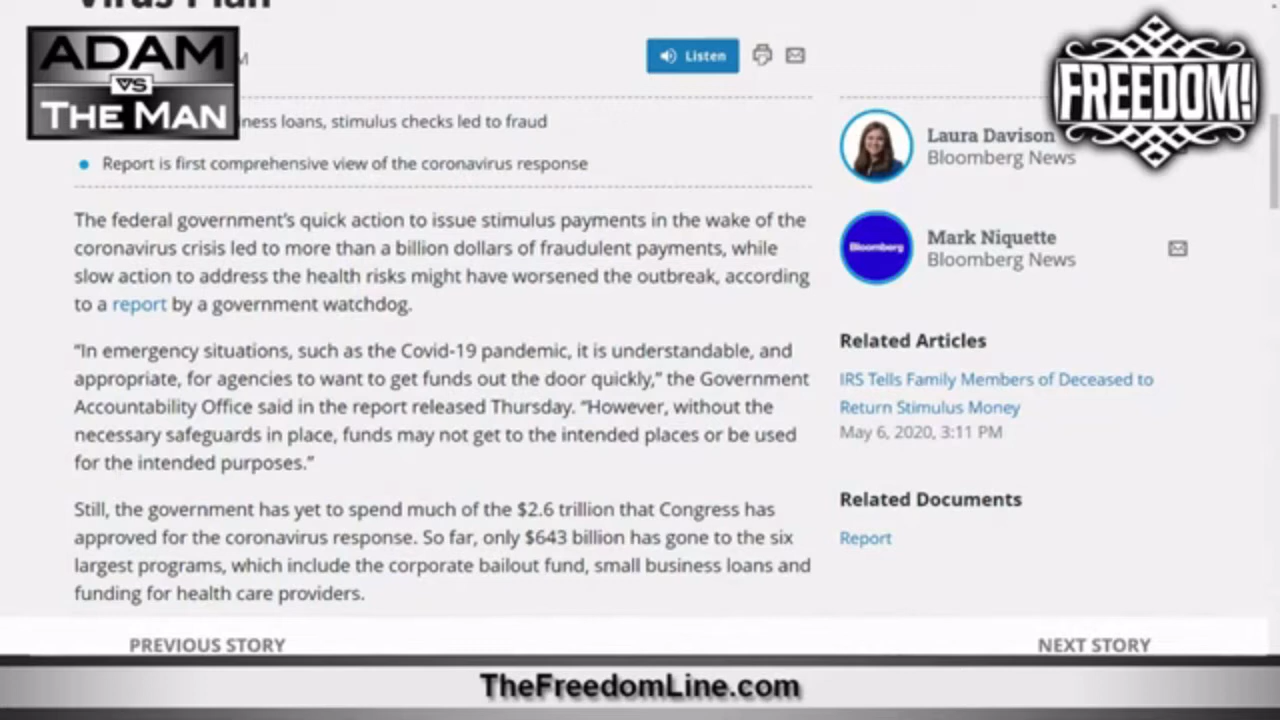 Virus Plan
ADAM
VS
THE MAN
M
Listen
FREEDOM!
ness loans, stimulus checks led to fraud
Report is first comprehensive view of the coronavirus response
The federal government's quick action to issue stimulus payments in the wake of the
coronavirus crisis led to more than a billion dollars of fraudulent payments, while
slow action to address the health risks might have worsened the outbreak, according
to a report by a government watchdog.
“In emergency situations, such as the Covid-19 pandemic, it is understandable, and
appropriate, for agencies to want to get funds out the door quickly,” the Government
Accountability Office said in the report released Thursday. “However, without the
necessary safeguards in place, funds may not get to the intended places or be used
for the intended purposes.”
Still, the government has yet to spend much of the $2.6 trillion that Congress has
approved for the coronavirus response. So far, only $643 billion has gone to the six
largest programs, which include the corporate bailout fund, small business loans and
funding for health care providers.
Laura Davison
Bloomberg News
Bloomberg
Mark Niquette
Bloomberg News
Related Articles
IRS Tells Family Members of Deceased to
Return Stimulus Money
May 6, 2020, 3:11 PM
Related Documents
Report
PREVIOUS STORY
NEXT STORY
TheFreedomLine.com